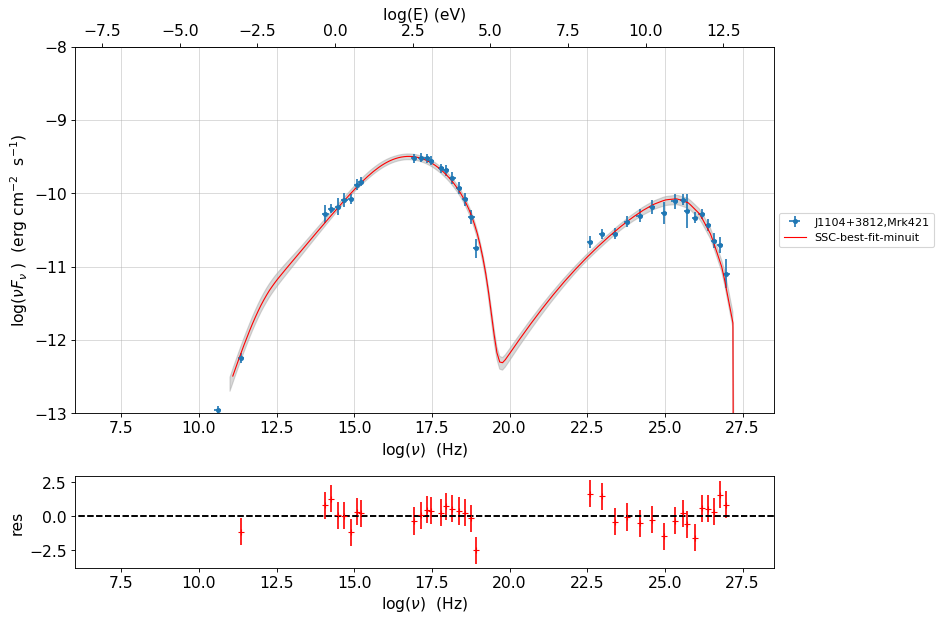 log(E) (eV)
−7.5 −5.0 −2.5 0.0 2.5 5.0 7.5 10.0 12.5
−8
−9
−10
−11
−12
−13
log(νFν ) (erg cm⁻² s⁻¹)
J1104+3812,Mrk421
SSC-best-fit-minuit
7.5 10.0 12.5 15.0 17.5 20.0 22.5 25.0 27.5
log(ν) (Hz)
2.5
0.0
−2.5
res
7.5 10.0 12.5 15.0 17.5 20.0 22.5 25.0 27.5
log(ν) (Hz)